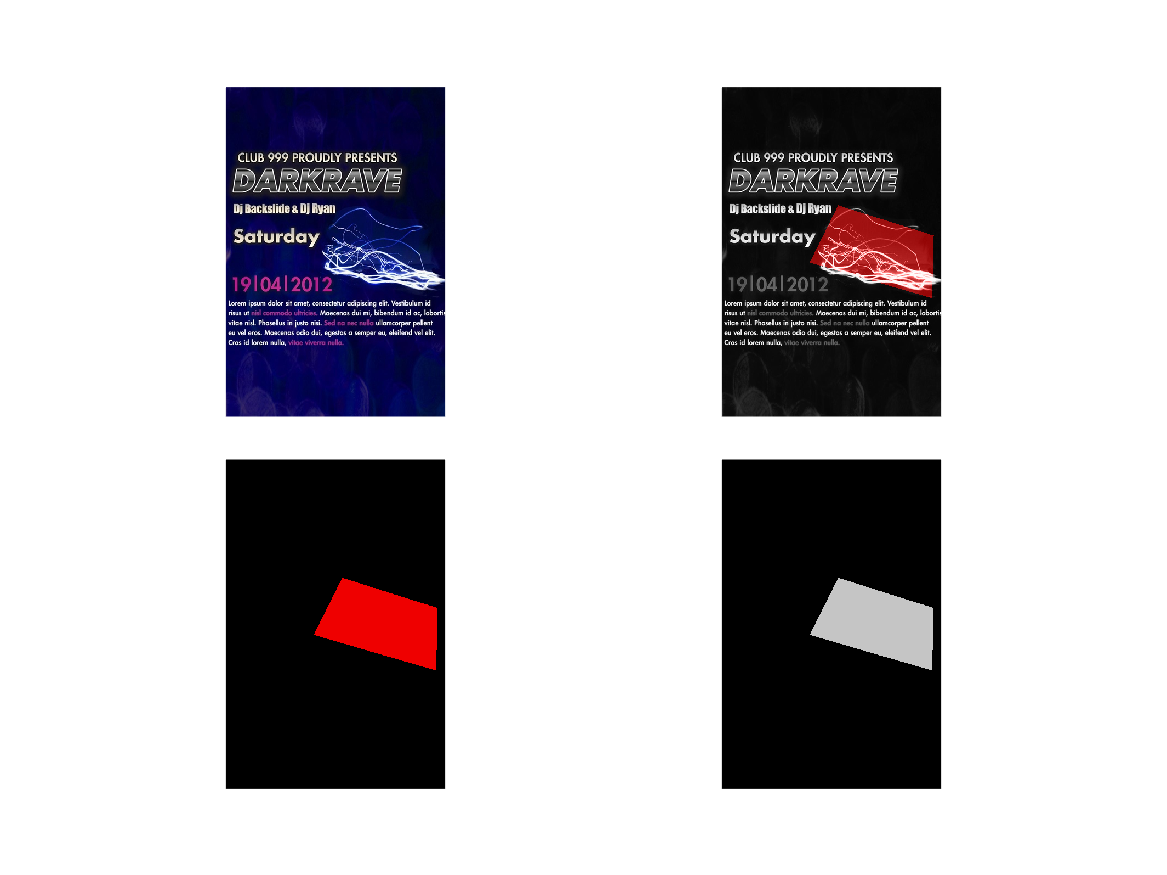 CLUB 999 PROUDLY PRESENTS
DARKRAVE
Dj Backslide & Dj Ryan
Saturday
19|04|2012
Lorem ipsum dolor sit amet, consectetur adipiscing elit. Vestibulum id
risus ut nisl commodo ultricies. Maecenas dui mi, bibendum id ac, lobortis
vitae nisl. Phasellus in justo nisi. Sed na sec nulla ullamcorper pellent
eu vel eros. Maecenas odio dui, egestas a semper eu, eleifend vel elit.
Cras id lorem nulla, vitae viverra nulla.
CLUB 999 PROUDLY PRESENTS
DARKRAVE
Dj Backslide & Dj Ryan
Saturday
19|04|2012
Lorem ipsum dolor sit amet, consectetur adipiscing elit. Vestibulum id
risus ut nisl commodo ultricies. Maecenas dui mi, bibendum id ac, lobortis
vitae nisl. Phasellus in justo nisi. Sed na sec nulla ullamcorper pellent
eu vel eros. Maecenas odio dui, egestas a semper eu, eleifend vel elit.
Cras id lorem nulla, vitae viverra nulla.